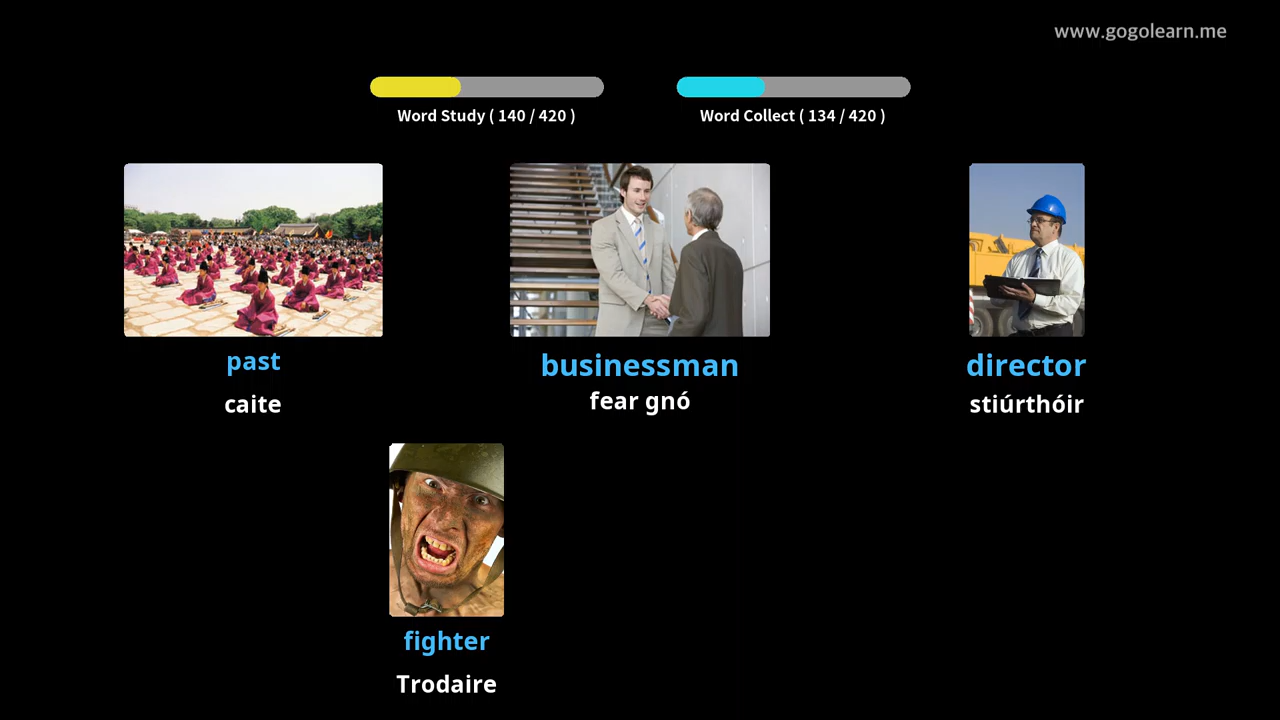 www.gogolearn.me
Word Study ( 140 / 420 )
Word Collect ( 134 / 420 )
past
businessman
director
caite
fear gnó
stiúrthóir
fighter
Trodaire